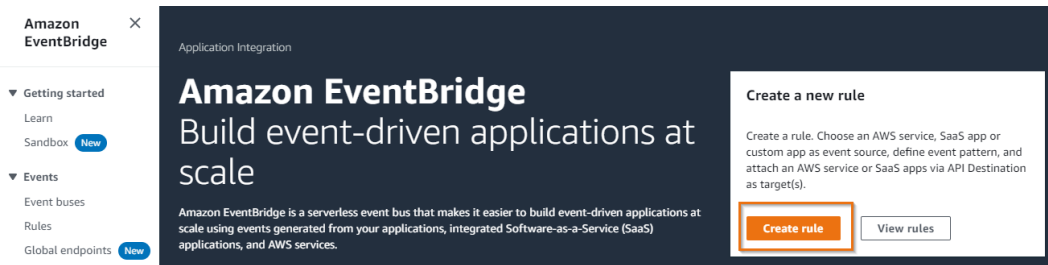 Amazon
EventBridge
Getting started
Learn
Sandbox New
Events
Event buses
Rules
Global endpoints New
Application Integration
Amazon EventBridge
Build event-driven applications at
scale
Amazon EventBridge is a serverless event bus that makes it easier to build event-driven applications at
scale using events generated from your applications, integrated Software-as-a-Service (SaaS)
applications, and AWS services.
Create a new rule
Create a rule. Choose an AWS service, SaaS app or
custom app as event source, define event pattern, and
attach an AWS service or SaaS apps via API Destination
as target(s).
Create rule
View rules